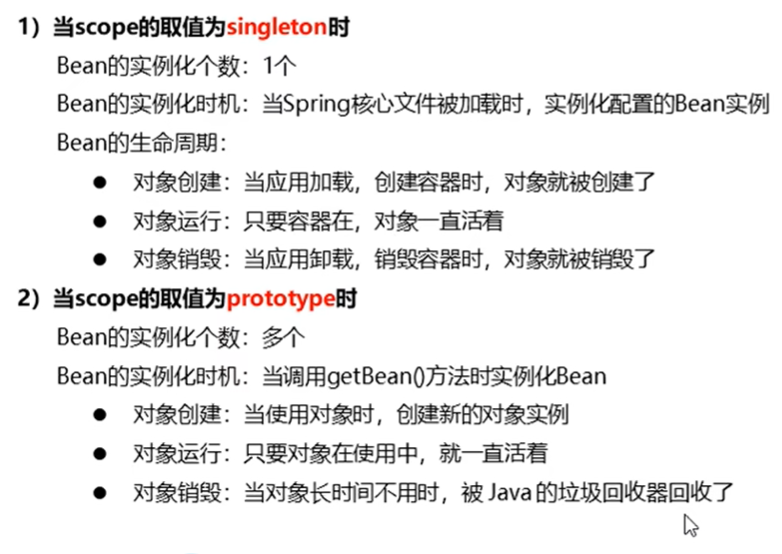 1）当scope的取值为singleton时
Bean的实例化个数：1个
Bean的实例化时机：当Spring核心文件被加载时，实例化配置的Bean实例
Bean的生命周期：
● 对象创建：当应用加载，创建容器时，对象就被创建了
● 对象运行：只要容器在，对象一直活着
● 对象销毁：当应用卸载，销毁容器时，对象就被销毁了
2）当scope的取值为prototype时
Bean的实例化个数：多个
Bean的实例化时机：当调用getBean()方法时实例化Bean
● 对象创建：当使用对象时，创建新的对象实例
● 对象运行：只要对象在使用中，就一直活着
● 对象销毁：当对象长时间不用时，被 Java 的垃圾回收器回收了